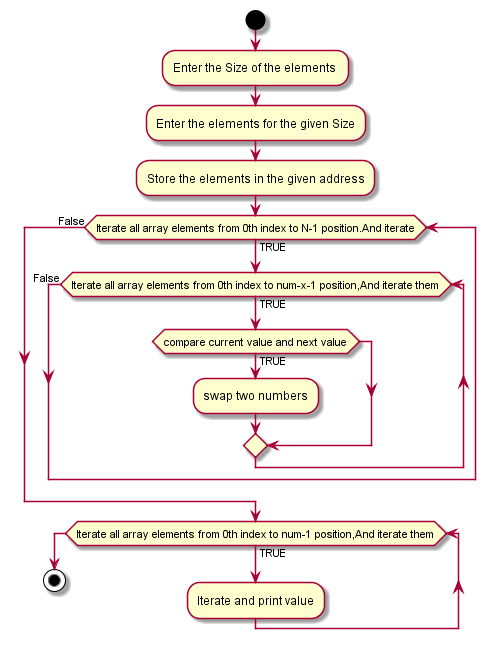 Enter the Size of the elements
Enter the elements for the given Size
Store the elements in the given address
False
Iterate all array elements from 0th index to N-1 position.And iterate
TRUE
False
Iterate all array elements from 0th index to num-x-1 position,And iterate them
TRUE
compare current value and next value
TRUE
swap two numbers
Iterate all array elements from 0th index to num-1 position,And iterate them
TRUE
Iterate and print value